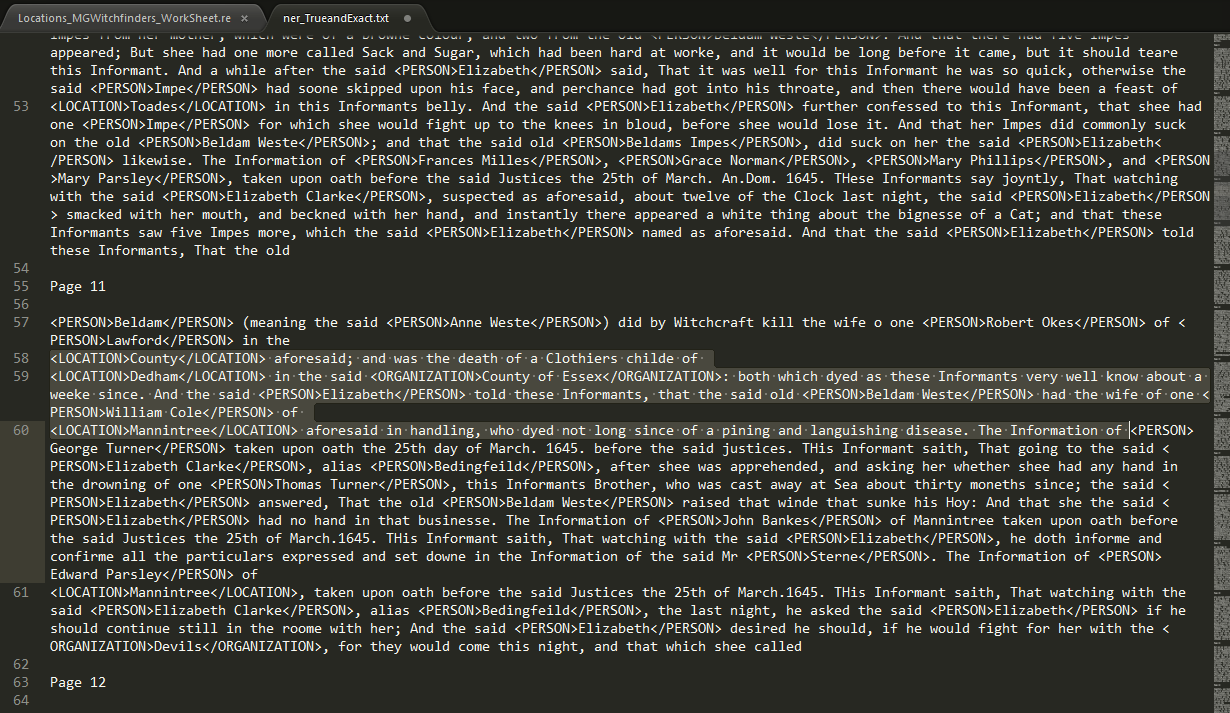 Locations_MGWitchfinders_WorkSheet.re × ner_TrueandExact.txt
Impes from her mother, which were of a browne colour, and two from the old <PERSON>Beldam Weste</PERSON>. And that there had five Impes
appeared; But shee had one more called Sack and Sugar, which had been hard at worke, and it would be long before it came, but it should teare
this Informant. And a while after the said <PERSON>Elizabeth</PERSON> said, That it was well for this Informant he was so quick, otherwise the
said <PERSON>Impe</PERSON> had soone skipped upon his face, and perchance had got into his throate, and then there would have been a feast of
53 <LOCATION>Toades</LOCATION> in this Informants belly. And the said <PERSON>Elizabeth</PERSON> further confessed to this Informant, that shee had
one <PERSON>Impe</PERSON> for which shee would fight up to the knees in bloud, before shee would lose it. And that her Impes did commonly suck
on the old <PERSON>Beldam Weste</PERSON>; and that the said old <PERSON>Beldams Impes</PERSON>, did suck on her the said <PERSON>Elizabeth<
/PERSON> likewise. The Information of <PERSON>Frances Milles</PERSON>, <PERSON>Grace Norman</PERSON>, <PERSON>Mary Phillips</PERSON>, and <PERSON
>Mary Parsley</PERSON>, taken upon oath before the said Justices the 25th of March. An.Dom. 1645. THese Informants say joyntly, That watching
with the said <PERSON>Elizabeth Clarke</PERSON>, suspected as aforesaid, about twelve of the Clock last night, the said <PERSON>Elizabeth</PERSON
> smacked with her mouth, and beckned with her hand, and instantly there appeared a white thing about the bignesse of a Cat; and that these
Informants saw five Impes more, which the said <PERSON>Elizabeth</PERSON> named as aforesaid. And that the said <PERSON>Elizabeth</PERSON> told
these Informants, That the old
54
55 Page 11
56
57 <PERSON>Beldam</PERSON> (meaning the said <PERSON>Anne Weste</PERSON>) did by Witchcraft kill the wife o one <PERSON>Robert Okes</PERSON> of <
PERSON>Lawford</PERSON> in the
58 <LOCATION>County</LOCATION> aforesaid; and was the death of a Clothiers childe of
59 <LOCATION>Dedham</LOCATION> in the said <ORGANIZATION>County of Essex</ORGANIZATION>: both which dyed as these Informants very well know about a
weeke since. And the said <PERSON>Elizabeth</PERSON> told these Informants, that the said old <PERSON>Beldam Weste</PERSON> had the wife of one <
PERSON>William Cole</PERSON> of
60 <LOCATION>Mannintree</LOCATION> aforesaid in handling, who dyed not long since of a pining and languishing disease. The Information of <PERSON>
George Turner</PERSON> taken upon oath the 25th day of March. 1645. before the said justices. THis Informant saith, That going to the said <
PERSON>Elizabeth Clarke</PERSON>, alias <PERSON>Bedingfeild</PERSON>, after shee was apprehended, and asking her whether shee had any hand in
the drowning of one <PERSON>Thomas Turner</PERSON>, this Informants Brother, who was cast away at Sea about thirty moneths since; the said <
PERSON>Elizabeth</PERSON> answered, That the old <PERSON>Beldam Weste</PERSON> raised that winde that sunke his Hoy: And that she the said <
PERSON>Elizabeth</PERSON> had no hand in that businesse. The Information of <PERSON>John Bankes</PERSON> of Mannintree taken upon oath before
the said Justices the 25th of March.1645. THis Informant saith, That watching with the said <PERSON>Elizabeth</PERSON>, he doth informe and
confirme all the particulars expressed and set downe in the Information of the said Mr <PERSON>Sterne</PERSON>. The Information of <PERSON>
Edward Parsley</PERSON> of
61 <LOCATION>Mannintree</LOCATION>, taken upon oath before the said Justices the 25th of March.1645. THis Informant saith, That watching with the
said <PERSON>Elizabeth Clarke</PERSON>, alias <PERSON>Bedingfeild</PERSON>, the last night, he asked the said <PERSON>Elizabeth</PERSON> if he
should continue still in the roome with her; And the said <PERSON>Elizabeth</PERSON> desired he should, if he would fight for her with the <
ORGANIZATION>Devils</ORGANIZATION>, for they would come this night, and that which shee called
62
63 Page 12
64